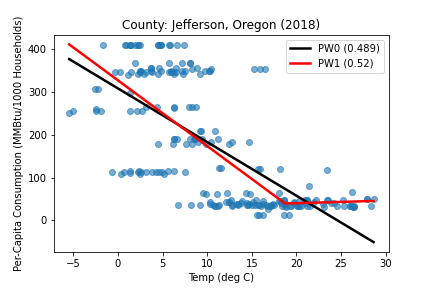 County: Jefferson, Oregon (2018)
PW0 (0.489)
PW1 (0.52)
Per-Capita Consumption (MMBtu/1000 Households)
400
300
200
100
0
−5 0 5 10 15 20 25 30
Temp (deg C)